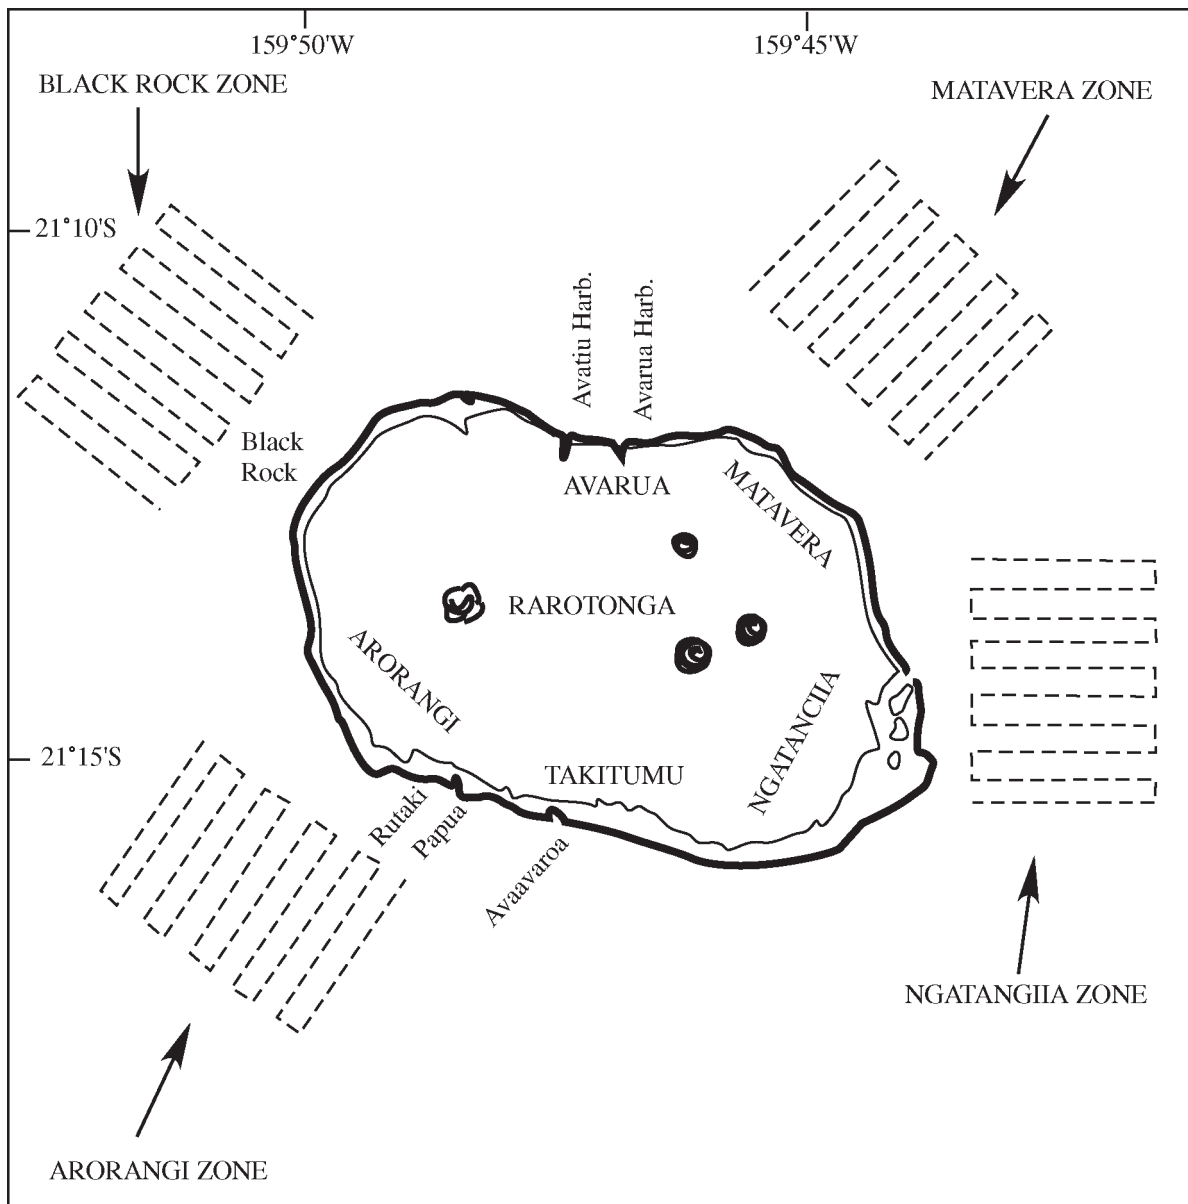 159°50'W
159°45'W
BLACK ROCK ZONE
MATAVERA ZONE
21°10'S
Avatiu Harb.
Avarua Harb.
Black
Rock
AVARUA
MATAVERA
RAROTONGA
ARORANGI
NGATANCIIA
21°15'S
TAKITUMU
Rutaki
Papua
Avaavaroa
NGATANGIIA ZONE
ARORANGI ZONE